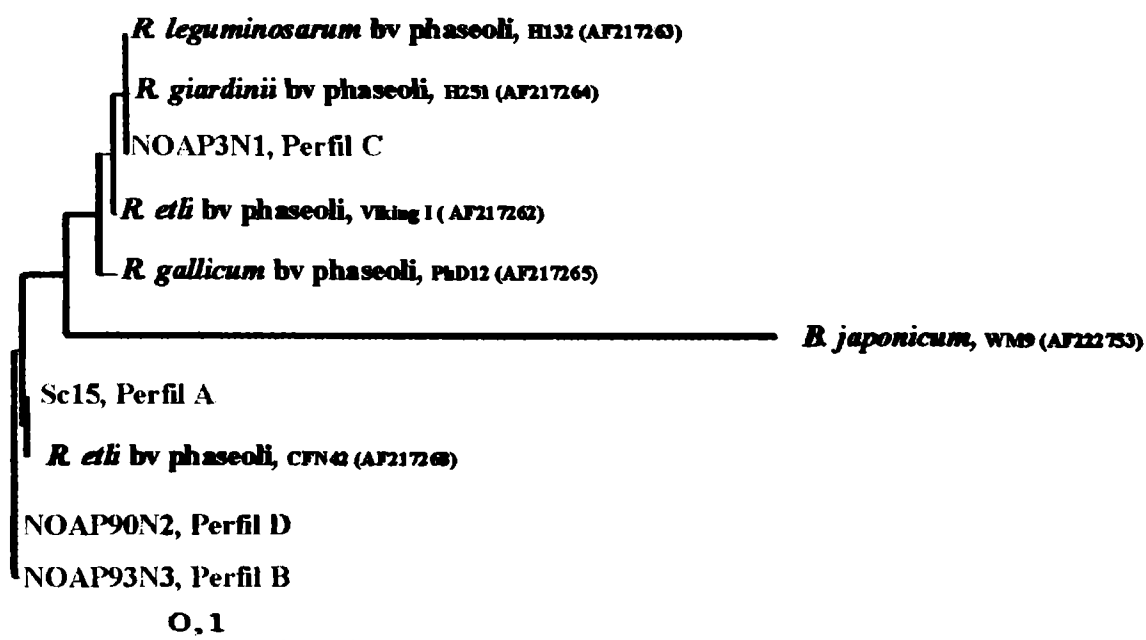 R leguminosarum bv phaseoli, H132 (AF217263)
R giardinii bv phaseoli, H251 (AF217264)
NOAP3N1, Perfil C
R etli bv phaseoli, Viking I ( AF217262)
R gallicum bv phaseoli, PhD12 (AF217265)
B japonicum, WM9 (AF222753)
Sc15, Perfil A
R etli bv phaseoli, CFN42 (AF217268)
NOAP90N2, Perfil D
NOAP93N3, Perfil B
0,1